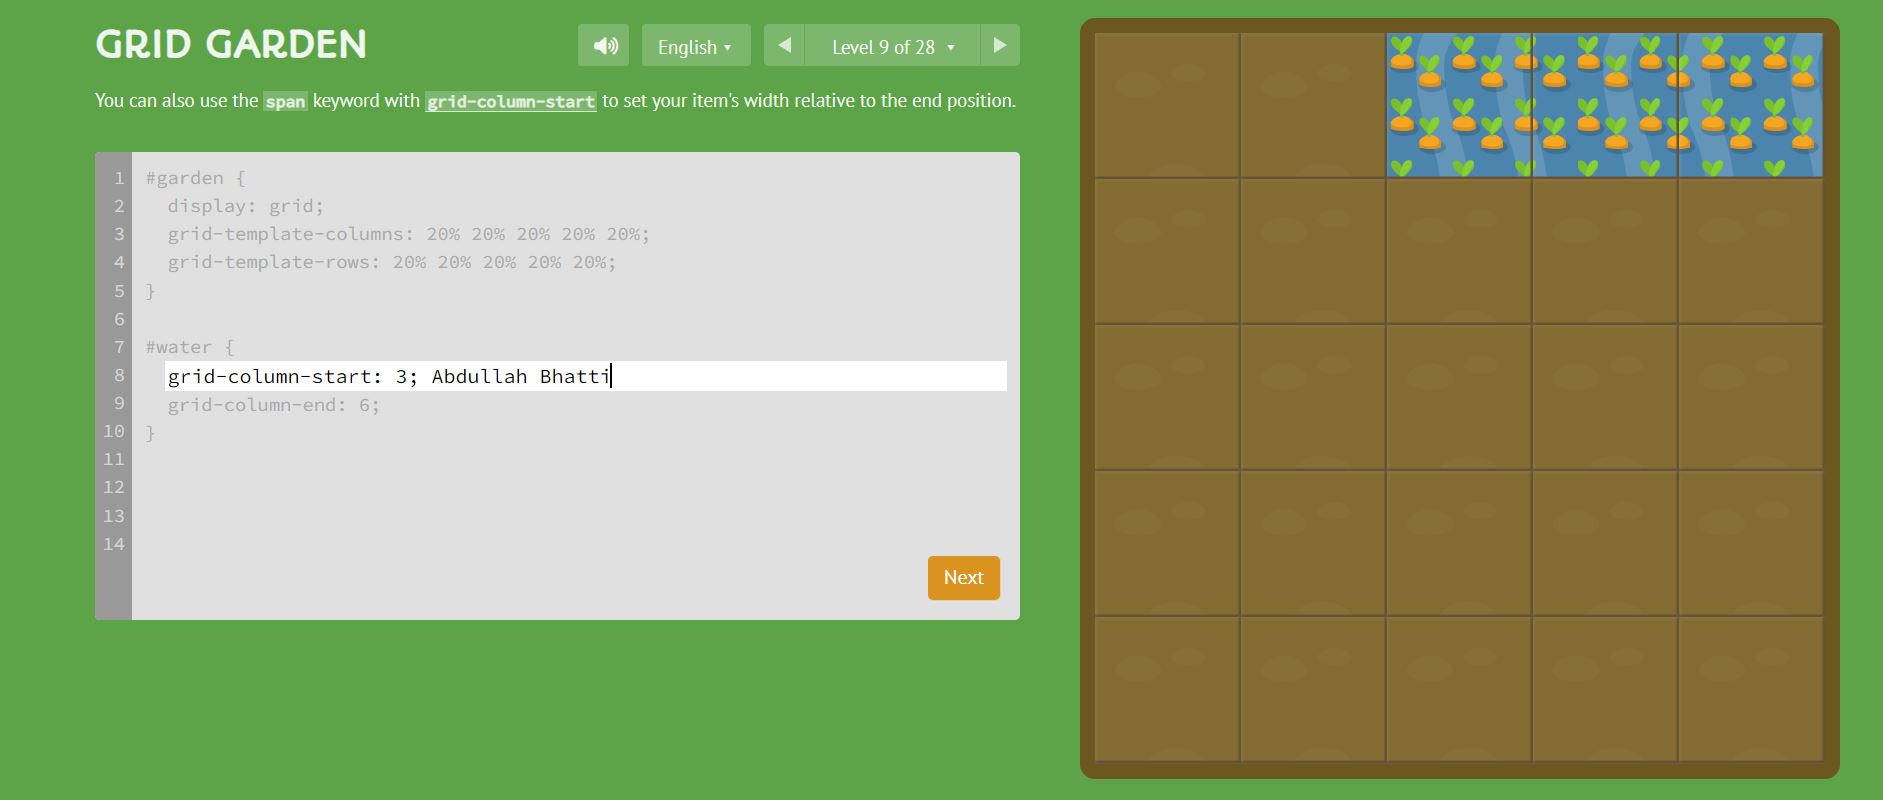 GRID GARDEN
English ▾
◀ Level 9 of 28 ▾ ▶
You can also use the span keyword with grid-column-start to set your item's width relative to the end position.
1 #garden {
2 display: grid;
3 grid-template-columns: 20% 20% 20% 20% 20%;
4 grid-template-rows: 20% 20% 20% 20% 20%;
5 }
6
7 #water {
8 grid-column-start: 3; Abdullah Bhatti
9 grid-column-end: 6;
10 }
11
12
13
14
Next